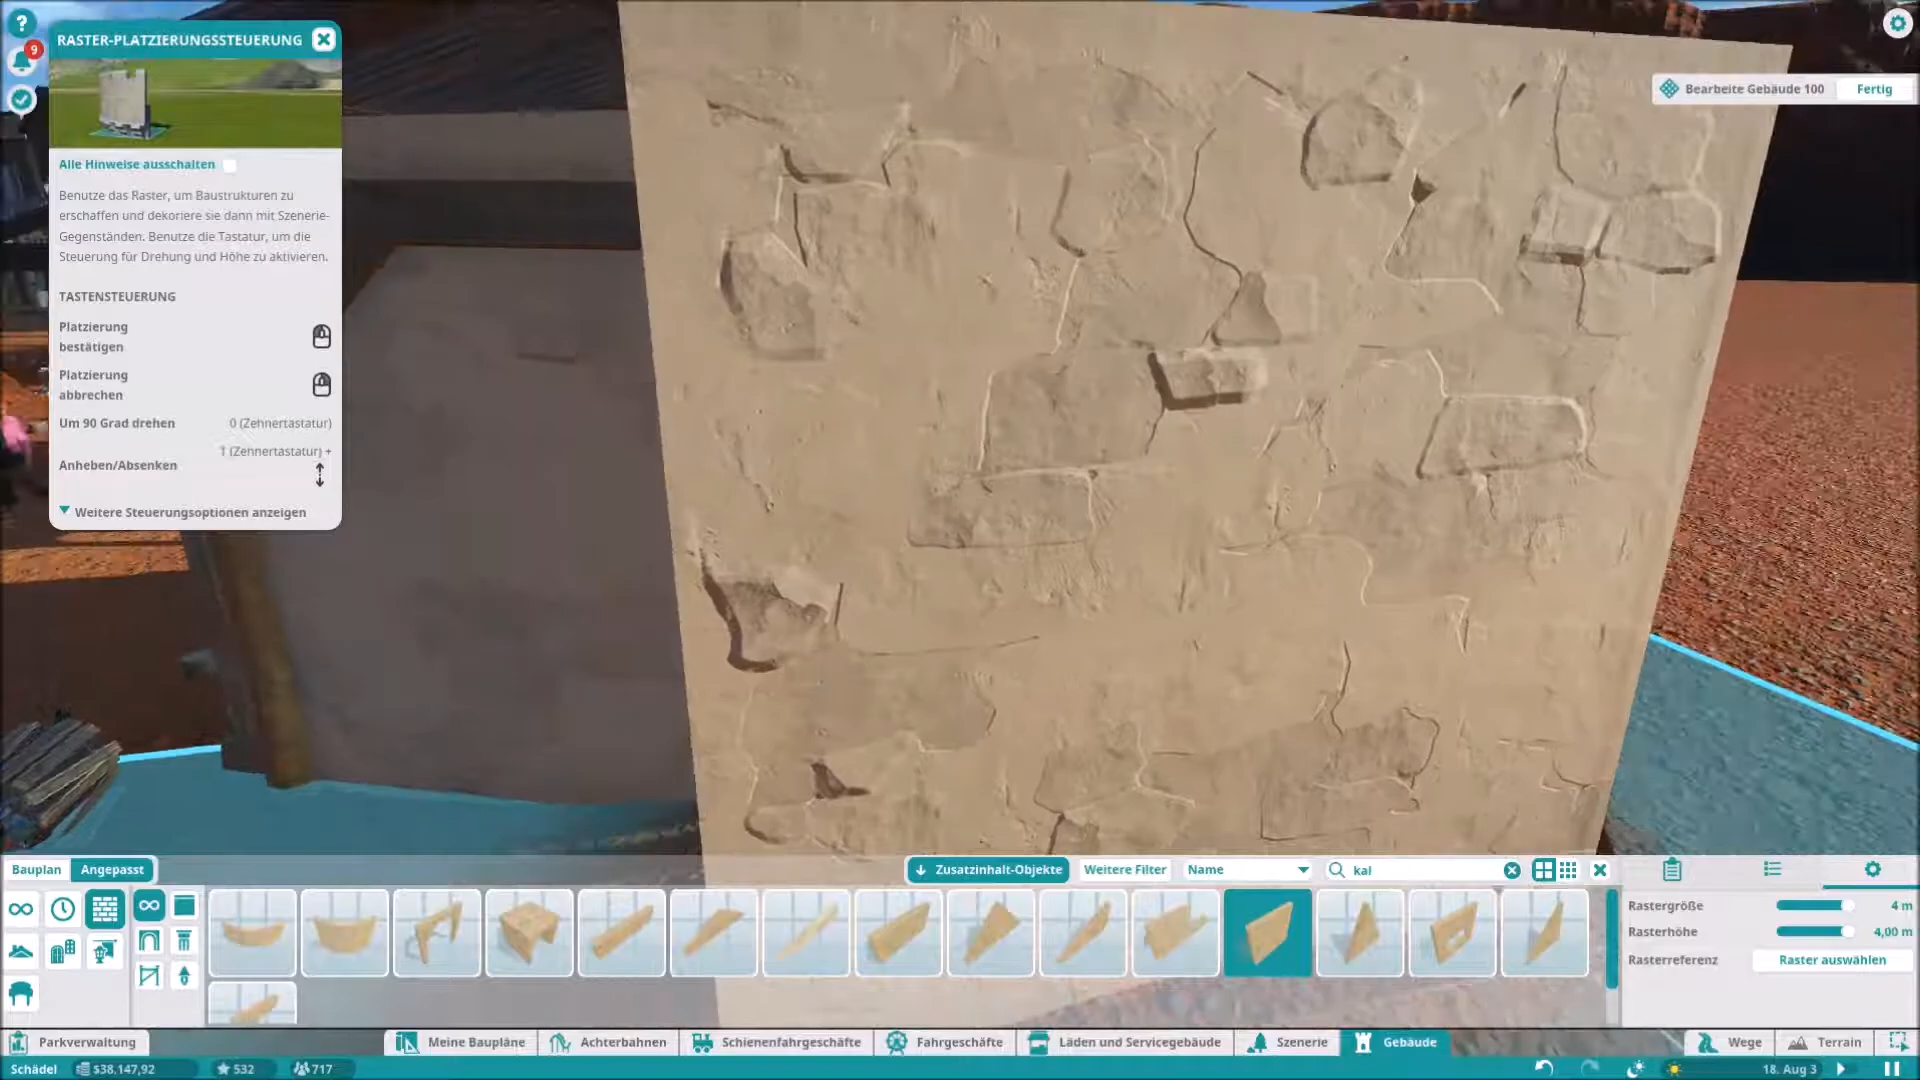 ?
9
RASTER-PLATZIERUNGSSTEUERUNG
Alle Hinweise ausschalten
Benutze das Raster, um Baustrukturen zu
erschaffen und dekoriere sie dann mit Szenerie-
Gegenständen. Benutze die Tastatur, um die
Steuerung für Drehung und Höhe zu aktivieren.
TASTENSTEUERUNG
Platzierung
bestätigen
Platzierung
abbrechen
Um 90 Grad drehen 0 (Zehnertastatur)
1 (Zehnertastatur) +
Anheben/Absenken
Weitere Steuerungsoptionen anzeigen
Bearbeite Gebäude 100 Fertig
Bauplan Angepasst
Zusatzinhalt-Objekte Weitere Filter Name kal
Rastergröße 4 m
Rasterhöhe 4,00 m
Rasterreferenz Raster auswählen
Parkverwaltung Meine Baupläne Achterbahnen Schienenfahrgeschäfte Fahrgeschäfte Läden und Servicegebäude Szenerie Gebäude Wege Terrain
Schädel $38.147,92 532 717 18. Aug 3